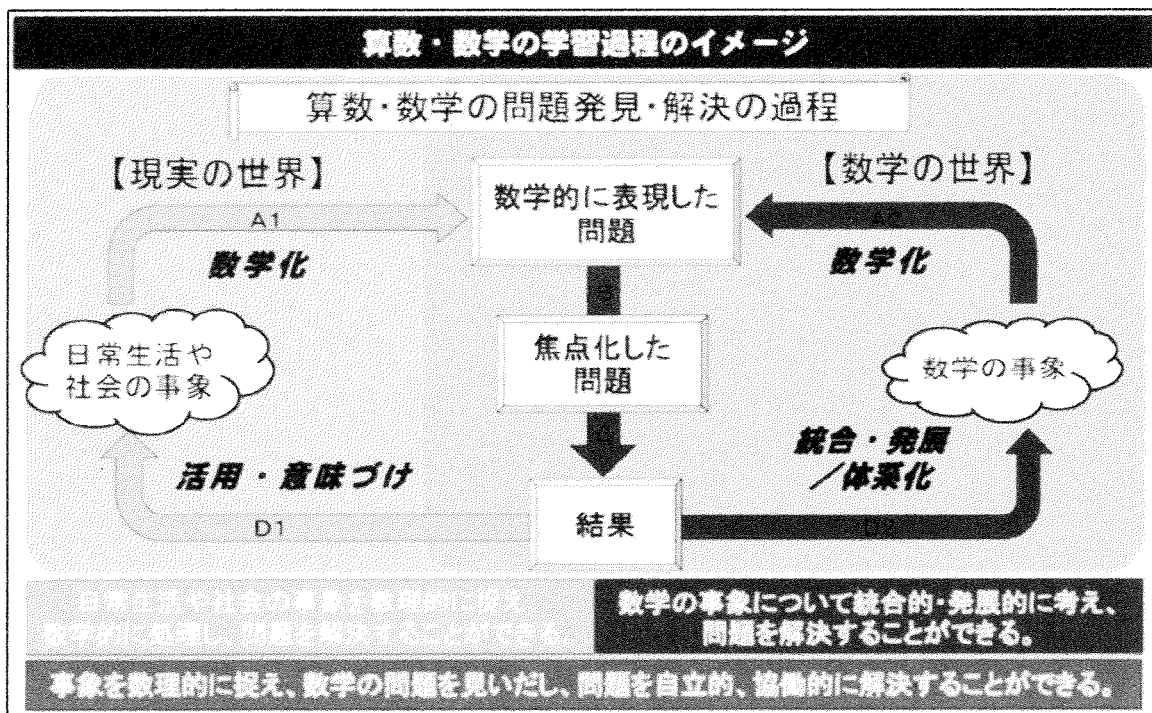 算数・数学の学習過程のイメージ
算数・数学の問題発見・解決の過程
【現実の世界】
【数学の世界】
A1
数学的に表現した
問題
A2
数学化
数学化
B
日常生活や
社会の事象
焦点化した
問題
数学の事象
C
活用・意味づけ
統合・発展
／体系化
D1
結果
D2
日常生活や社会の事象を数理的に捉え、
数学的に処理し、問題を解決することができる。
数学の事象について統合的・発展的に考え、
問題を解決することができる。
事象を数理的に捉え、数学の問題を見いだし、問題を自立的、協働的に解決することができる。